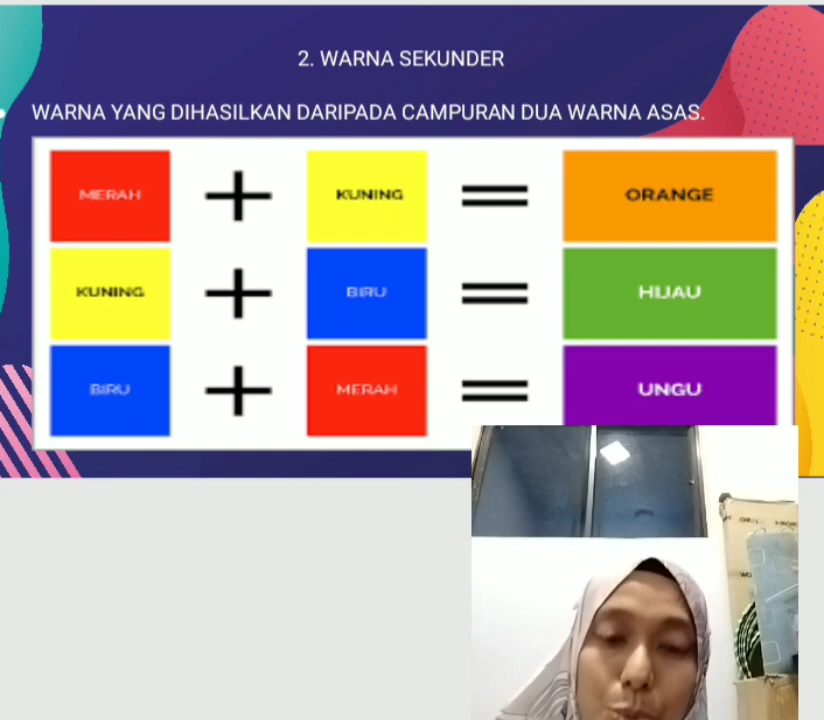 2. WARNA SEKUNDER
WARNA YANG DIHASILKAN DARIPADA CAMPURAN DUA WARNA ASAS.
MERAH + KUNING = ORANGE
KUNING + BIRU = HIJAU
BIRU + MERAH = UNGU